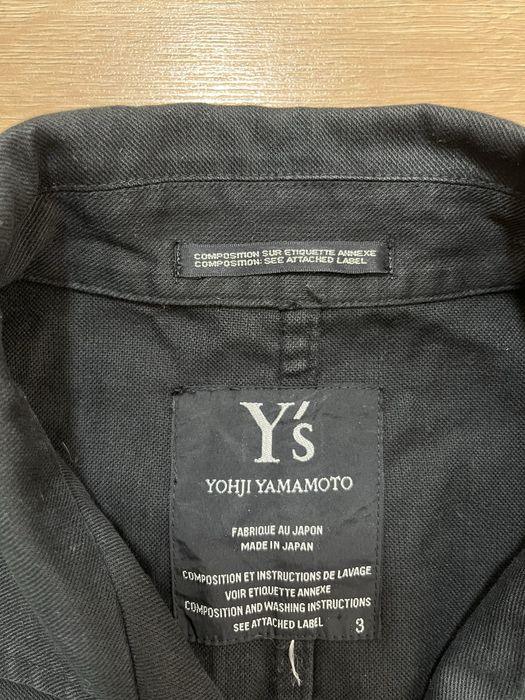 COMPOSITION SUR ETIQUETTE ANNEXE
COMPOSITION: SEE ATTACHED LABEL
Y's
YOHJI YAMAMOTO
FABRIQUE AU JAPON
MADE IN JAPAN
COMPOSITION ET INSTRUCTIONS DE LAVAGE
VOIR ETIQUETTE ANNEXE
COMPOSITION AND WASHING INSTRUCTIONS
SEE ATTACHED LABEL 3